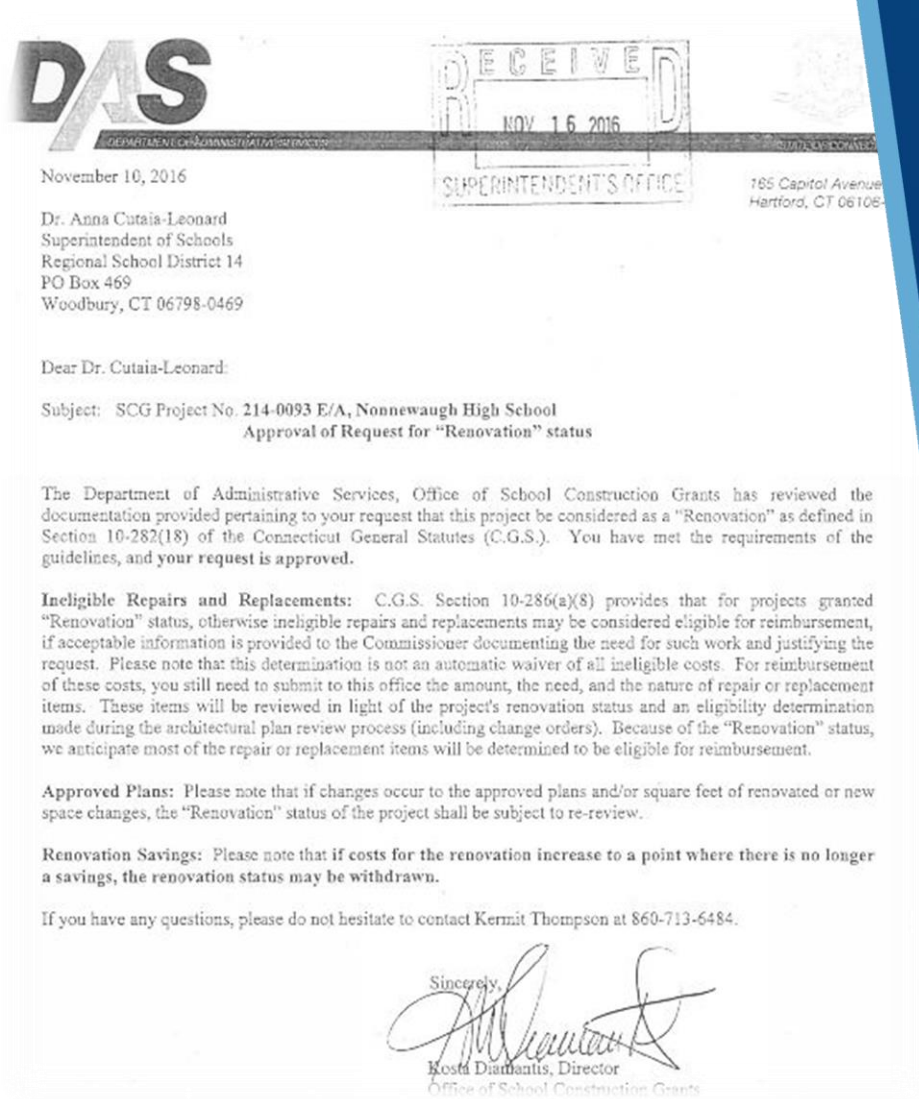 DAS
DEPARTMENT OF ADMINISTRATIVE SERVICES
RECEIVED
NOV 16 2016
SUPERINTENDENT'S OFFICE
STATE OF
November 10, 2016
165 Capitol Avenue
Hartford, CT 06106-
Dr. Anna Cutaia-Leonard
Superintendent of Schools
Regional School District 14
PO Box 469
Woodbury, CT 06798-0469
Dear Dr. Cutaia-Leonard:
Subject: SCG Project No. 214-0093 E/A, Nonnewaugh High School
Approval of Request for “Renovation” status
The Department of Administrative Services, Office of School Construction Grants has reviewed the
documentation provided pertaining to your request that this project be considered as a “Renovation” as defined in
Section 10-282(18) of the Connecticut General Statutes (C.G.S.). You have met the requirements of the
guidelines, and your request is approved.
Ineligible Repairs and Replacements: C.G.S. Section 10-286(a)(8) provides that for projects granted
“Renovation” status, otherwise ineligible repairs and replacements may be considered eligible for reimbursement,
if acceptable information is provided to the Commissioner documenting the need for such work and justifying the
request. Please note that this determination is not an automatic waiver of all ineligible costs. For reimbursement
of these costs, you still need to submit to this office the amount, the need, and the nature of repair or replacement
items. These items will be reviewed in light of the project's renovation status and an eligibility determination
made during the architectural plan review process (including change orders). Because of the “Renovation” status,
we anticipate most of the repair or replacement items will be determined to be eligible for reimbursement.
Approved Plans: Please note that if changes occur to the approved plans and/or square feet of renovated or new
space changes, the “Renovation” status of the project shall be subject to re-review.
Renovation Savings: Please note that if costs for the renovation increase to a point where there is no longer
a savings, the renovation status may be withdrawn.
If you have any questions, please do not hesitate to contact Kermit Thompson at 860-713-6484.
Sincerely,
Kosta Diamantis, Director
Office of School Construction Grants